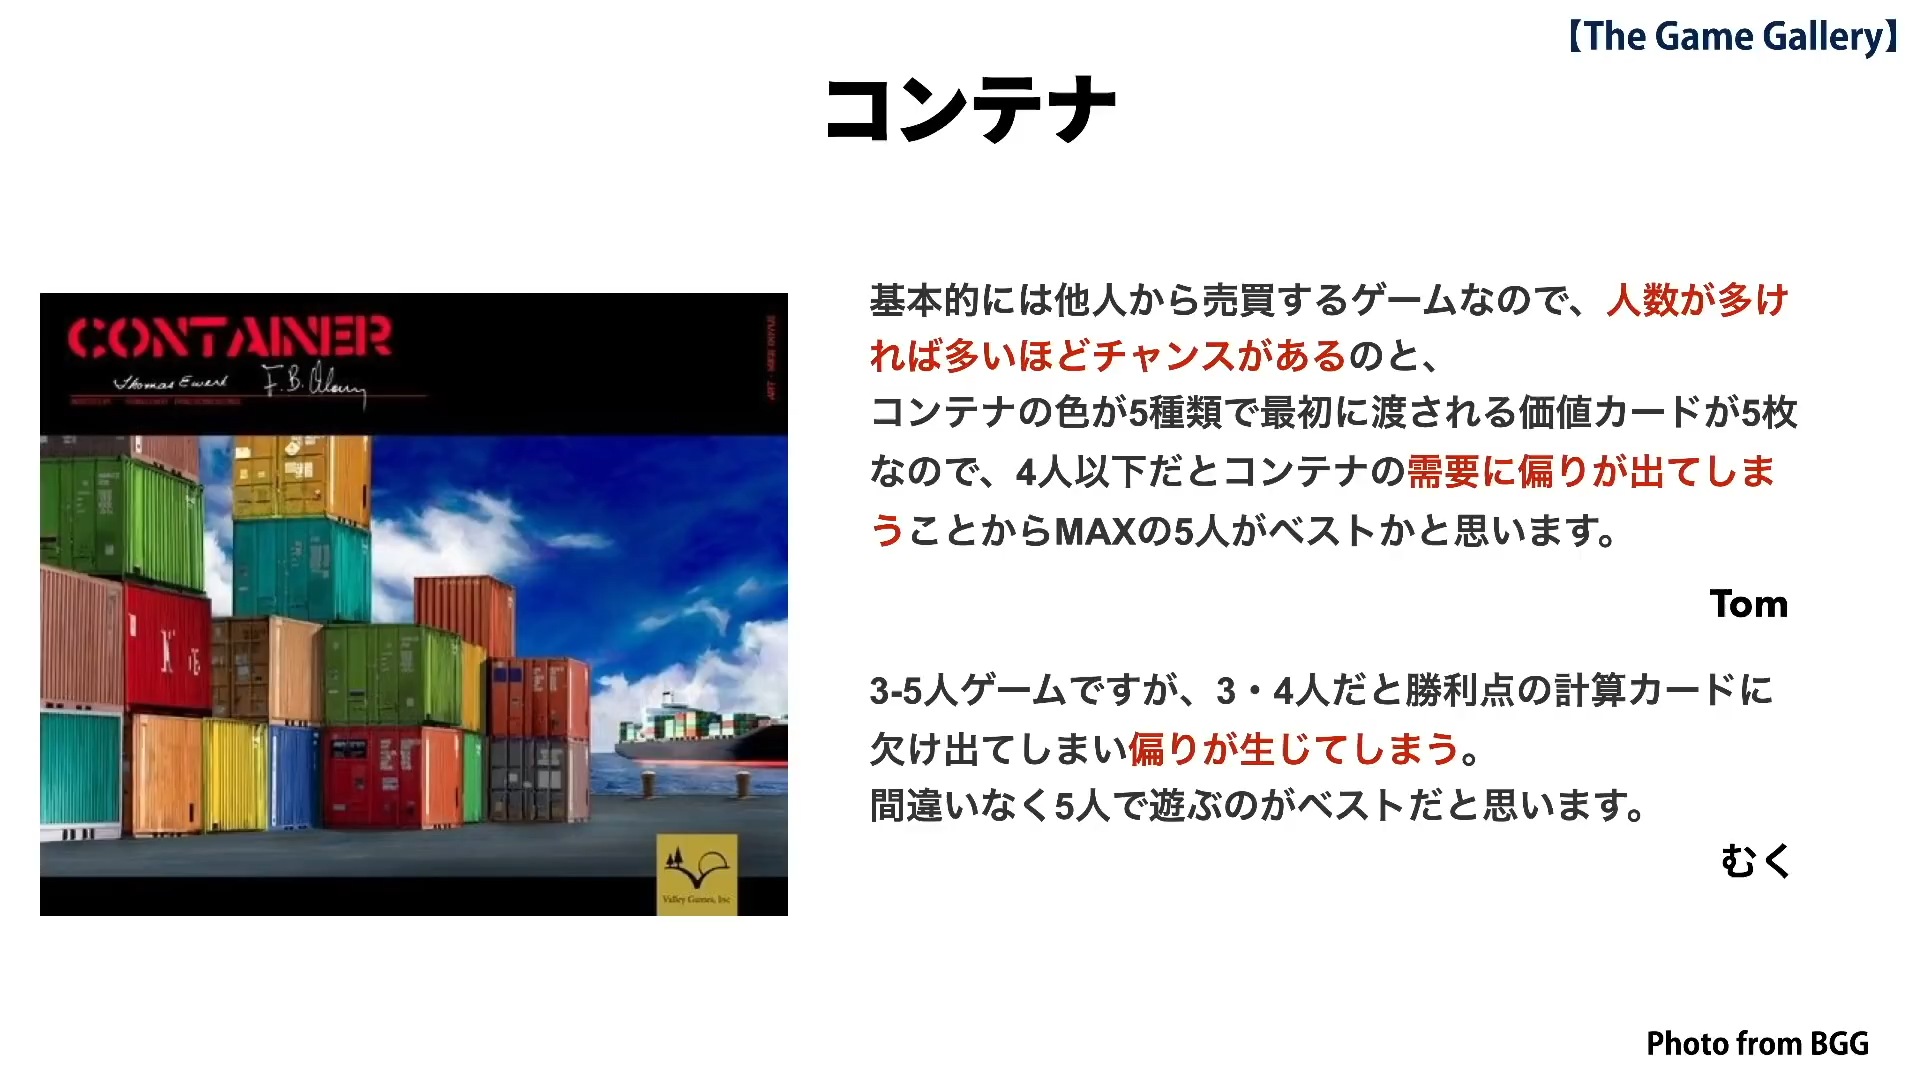 【The Game Gallery】
コンテナ
CONTAINER
Thomas Ewert F.B. Delonge
Valley Games, Inc
基本的には他人から売買するゲームなので、人数が多け
れば多いほどチャンスがあるのと、
コンテナの色が5種類で最初に渡される価値カードが5枚
なので、4人以下だとコンテナの需要に偏りが出てしま
うことからMAXの5人がベストかと思います。
Tom
3-5人ゲームですが、3・4人だと勝利点の計算カードに
欠け出てしまい偏りが生じてしまう。
間違いなく5人で遊ぶのがベストだと思います。
むく
Photo from BGG